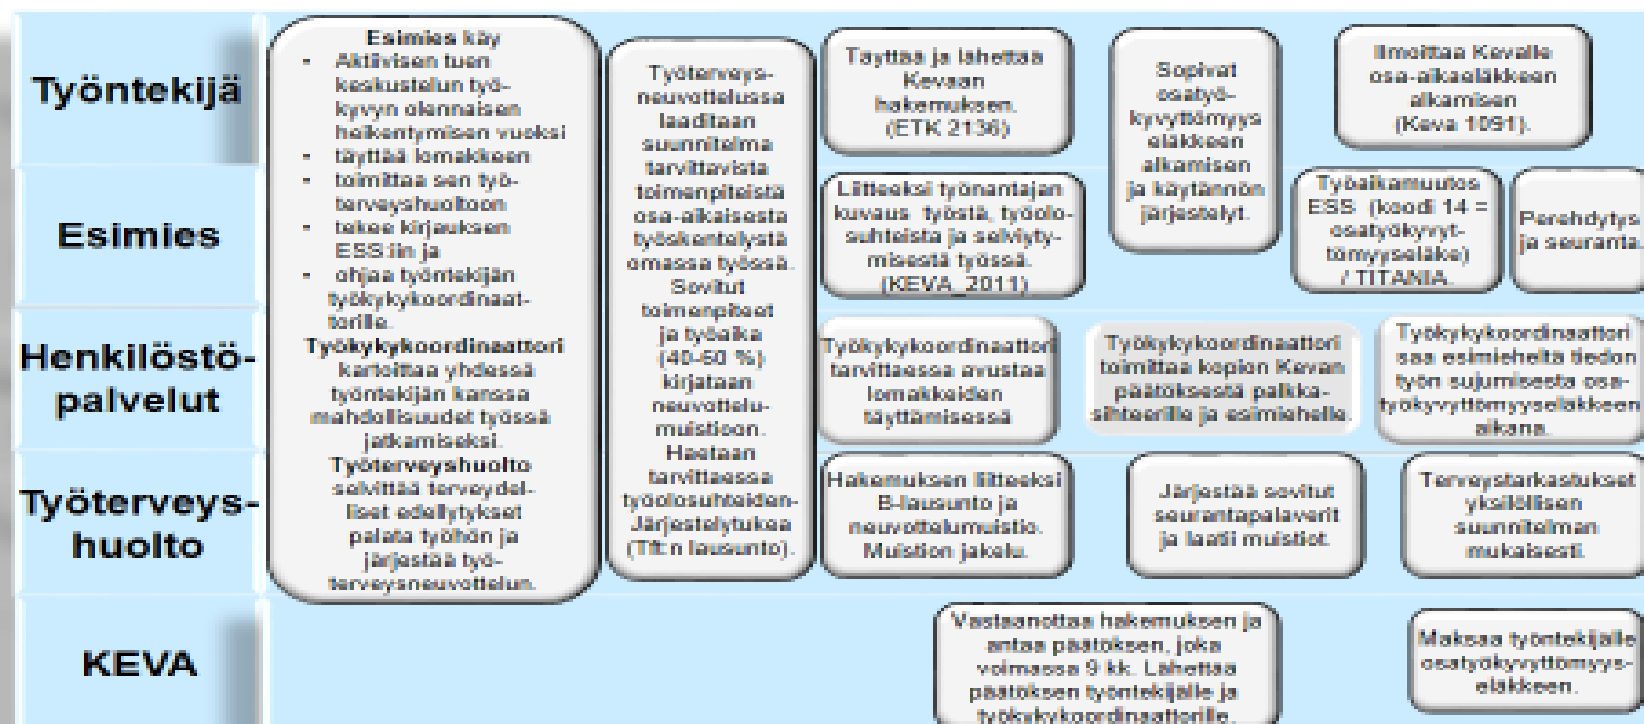 Työntekijä
Esimies
Henkilöstö-
palvelut
Työterveys-
huolto
KEVA
Esimies käy
- Aktiivisen tuen
keskustelun työ-
kyvyn olennaisen
heikentymisen vuoksi
- täyttää lomakkeen
- toimittaa sen työ-
terveyshuoltoon
- tekee kirjauksen
ESS:iin ja
- ohjaa työntekijän
työkykykoordinaat-
torille.
Työkykykoordinaattori
kartoittaa yhdessä
työntekijän kanssa
mahdollisuudet työssä
jatkamiseksi.
Työterveyshuolto
selvittää terveydel-
liset edellytykset
palata työhön ja
järjestää työ-
terveysneuvottelun.
Työterveys-
neuvottelussa
laaditaan
suunnitelma
tarvittavista
toimenpiteistä
osa-aikaisesta
työskentelystä
omassa työssä.
Sovitut
toimenpiteet
ja työaika
(40-60 %)
kirjataan
neuvottelu-
muistioon.
Haetaan
tarvittaessa
työolosuhteiden-
Järjestelytukea
(Tft:n lausunto).
Täyttää ja lähettää
Kevaan
hakemuksen.
(ETK 2136)
Liitteeksi työnantajan
kuvaus työstä, työolo-
suhteista ja selviyty-
misestä työssä.
(KEVA_2011)
Työkykykoordinaattori
tarvittaessa avustaa
lomakkeiden
täyttämisessä
Hakemuksen liitteeksi
B-lausunto ja
neuvottelumuistio.
Muistion jakelu.
Vastaanottaa hakemuksen ja
antaa päätöksen, joka
voimassa 9 kk. Lähettää
päätöksen työntekijälle ja
työkykykoordinaattorille.
Sopivat
osatyö-
kyvyttömyys
eläkkeen
alkamisen
ja käytännön
järjestelyt.
Työkykykoordinaattori
toimittaa kopion Kevan
päätöksestä palkka-
sihteerille ja esimiehelle.
Järjestää sovitut
seurantapalaverit
ja laatii muistiot.
Ilmoittaa Kevalle
osa-aikaeläkkeen
alkamisen
(Keva 1091).
Työaikamuutos
ESS (koodi 14 =
osatyökyvyt-
tömyyseläke)
/ TITANIA.
Perehdytys
ja seuranta.
Työkykykoordinaattori
saa esimieheltä tiedon
työn sujumisesta osa-
työkyvyttömyyseläkkeen
aikana.
Terveystarkastukset
yksilöllisen
suunnitelman
mukaisesti.
Maksaa työntekijälle
osatyökyvyttömyys-
eläkkeen.